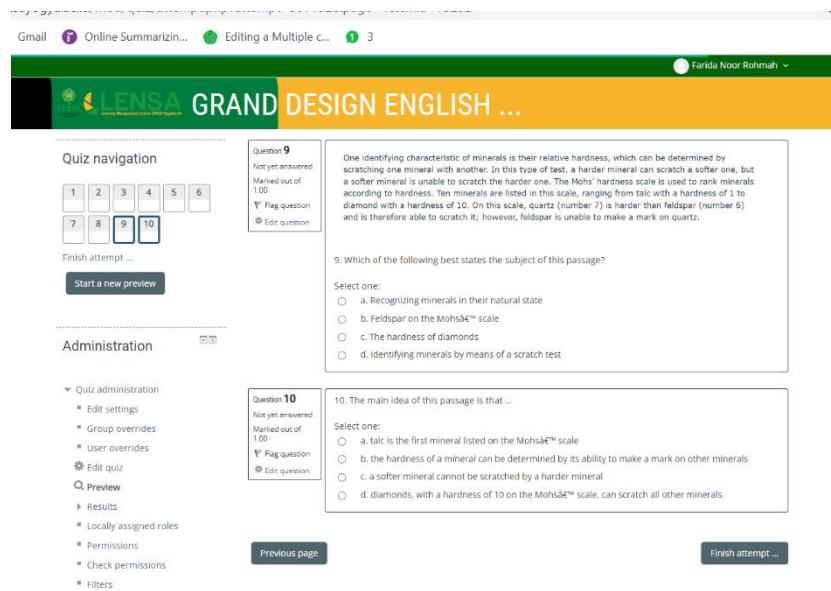 Gmail Online Summarizin... Editing a Multiple c... 1 3
Farida Noor Rohmah
LENSA GRAND DESIGN ENGLISH ...
Quiz navigation
1 2 3 4 5 6
7 8 9 10
Finish attempt ...
Start a new preview
Administration
Quiz administration
Edit settings
Group overrides
User overrides
Edit quiz
Preview
Results
Locally assigned roles
Permissions
Check permissions
Filters
Question 9
Not yet answered
Marked out of
1.00
Flag question
Edit question
One identifying characteristic of minerals is their relative hardness, which can be determined by
scratching one mineral with another. In this type of test, a harder mineral can scratch a softer one, but
a softer mineral is unable to scratch the harder one. The Mohs' hardness scale is used to rank minerals
according to hardness. Ten minerals are listed in this scale, ranging from talc with a hardness of 1 to
diamond with a hardness of 10. On this scale, quartz (number 7) is harder than feldspar (number 6)
and is therefore able to scratch it; however, feldspar is unable to make a mark on quartz.
9. Which of the following best states the subject of this passage?
Select one:
a. Recognizing minerals in their natural state
b. Feldspar on the Mohsâ€™ scale
c. The hardness of diamonds
d. Identifying minerals by means of a scratch test
Question 10
Not yet answered
Marked out of
1.00
Flag question
Edit question
10. The main idea of this passage is that ...
Select one:
a. talc is the first mineral listed on the Mohsâ€™ scale
b. the hardness of a mineral can be determined by its ability to make a mark on other minerals
c. a softer mineral cannot be scratched by a harder mineral
d. diamonds, with a hardness of 10 on the Mohsâ€™ scale, can scratch all other minerals
Previous page
Finish attempt ...